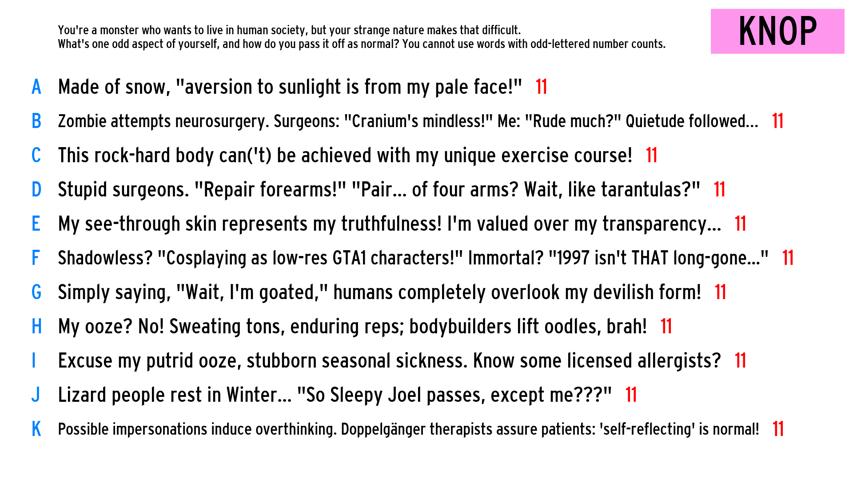 You're a monster who wants to live in human society, but your strange nature makes that difficult.
What's one odd aspect of yourself, and how do you pass it off as normal? You cannot use words with odd-lettered number counts.
KNOP
A Made of snow, "aversion to sunlight is from my pale face!" 11
B Zombie attempts neurosurgery. Surgeons: "Cranium's mindless!" Me: "Rude much?" Quietude followed... 11
C This rock-hard body can('t) be achieved with my unique exercise course! 11
D Stupid surgeons. "Repair forearms!" "Pair... of four arms? Wait, like tarantulas?" 11
E My see-through skin represents my truthfulness! I'm valued over my transparency... 11
F Shadowless? "Cosplaying as low-res GTA1 characters!" Immortal? "1997 isn't THAT long-gone..." 11
G Simply saying, "Wait, I'm goated," humans completely overlook my devilish form! 11
H My ooze? No! Sweating tons, enduring reps; bodybuilders lift oodles, brah! 11
I Excuse my putrid ooze, stubborn seasonal sickness. Know some licensed allergists? 11
J Lizard people rest in Winter... "So Sleepy Joel passes, except me???" 11
K Possible impersonations induce overthinking. Doppelgänger therapists assure patients: 'self-reflecting' is normal! 11